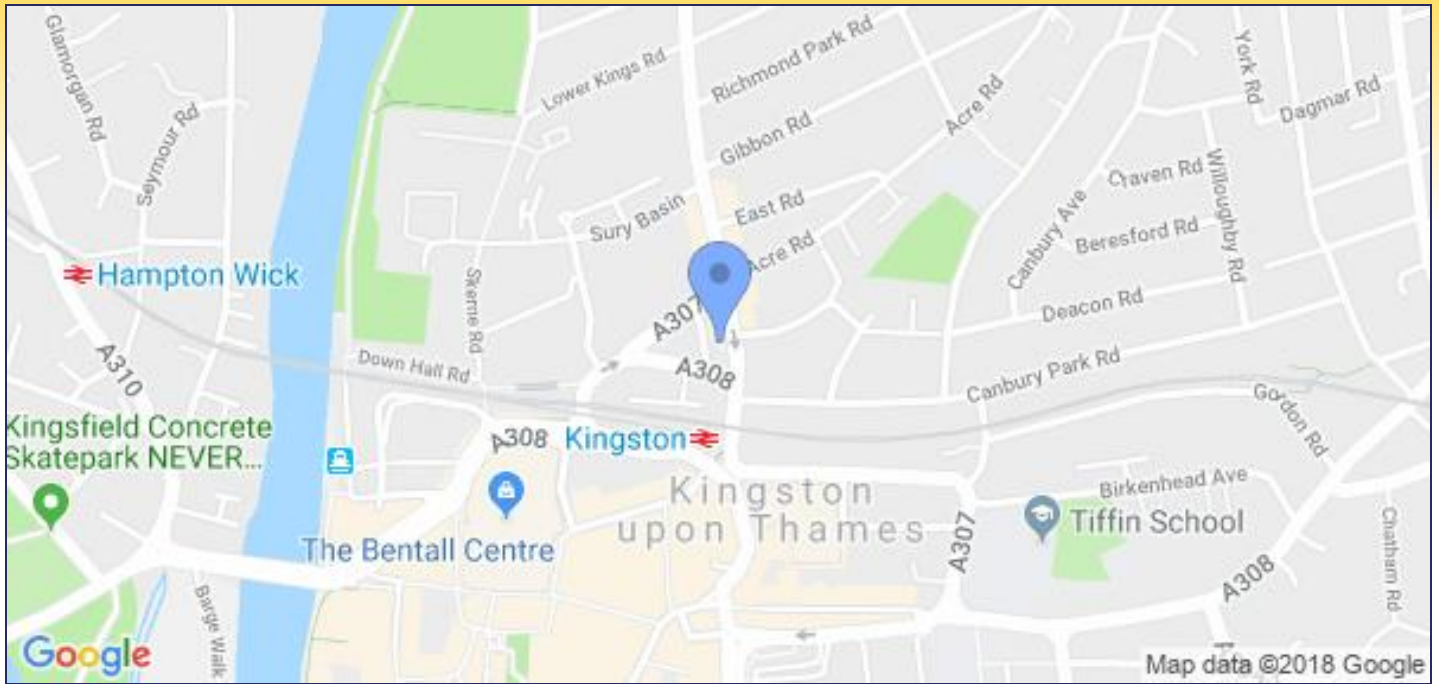 Glamorgan Rd
Seymour Rd
Lower Kings Rd
Richmond Park Rd
Gibbon Rd
Acre Rd
York Rd
Dagmar Rd
Craven Rd
Willoughby Rd
Canbury Ave
Beresford Rd
Sury Basin
East Rd
Acre Rd
Hampton Wick
Skerne Rd
A307
A308
Deacon Rd
A310
Down Hall Rd
Canbury Park Rd
Gordon Rd
Kingsfield Concrete
Skatepark NEVER...
A308
Kingston
Kingston
upon Thames
Birkenhead Ave
Tiffin School
The Bentall Centre
A307
Chatham Rd
A308
Barge Walk
Google
Map data ©2018 Google